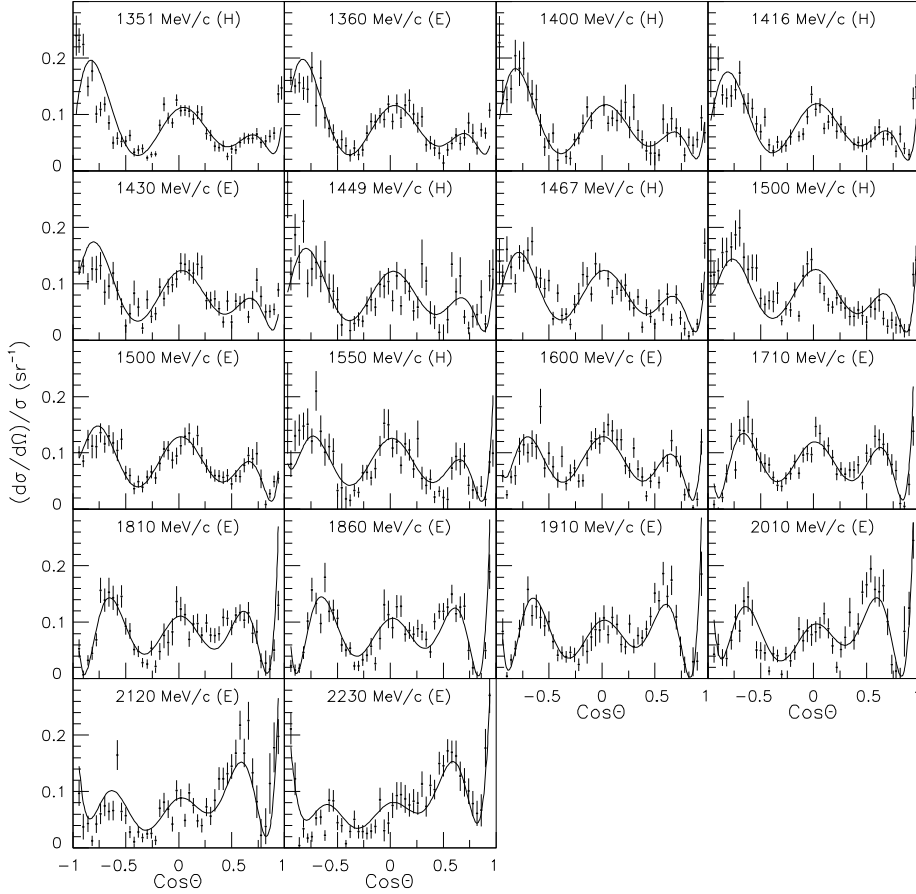 1351 MeV/c (H) 1360 MeV/c (E) 1400 MeV/c (H) 1416 MeV/c (H)
0.2
0.1
0
1430 MeV/c (E) 1449 MeV/c (H) 1467 MeV/c (H) 1500 MeV/c (H)
0.2
0.1
0
1500 MeV/c (E) 1550 MeV/c (H) 1600 MeV/c (E) 1710 MeV/c (E)
0.2
0.1
0
(dσ/dΩ)/σ (sr⁻¹)
1810 MeV/c (E) 1860 MeV/c (E) 1910 MeV/c (E) 2010 MeV/c (E)
0.2
0.1
0
−0.5 0 0.5 1 −0.5 0 0.5 1
CosΘ CosΘ
2120 MeV/c (E) 2230 MeV/c (E)
0.2
0.1
0
−1 −0.5 0 0.5 1 −0.5 0 0.5 1
CosΘ CosΘ